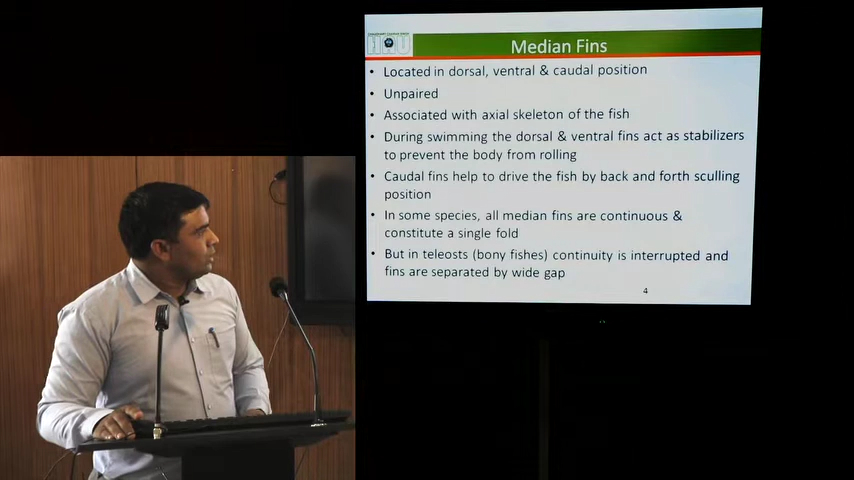 HAU
Median Fins
• Located in dorsal, ventral & caudal position
• Unpaired
• Associated with axial skeleton of the fish
• During swimming the dorsal & ventral fins act as stabilizers
to prevent the body from rolling
• Caudal fins help to drive the fish by back and forth sculling
position
• In some species, all median fins are continuous &
constitute a single fold
• But in teleosts (bony fishes) continuity is interrupted and
fins are separated by wide gap
4